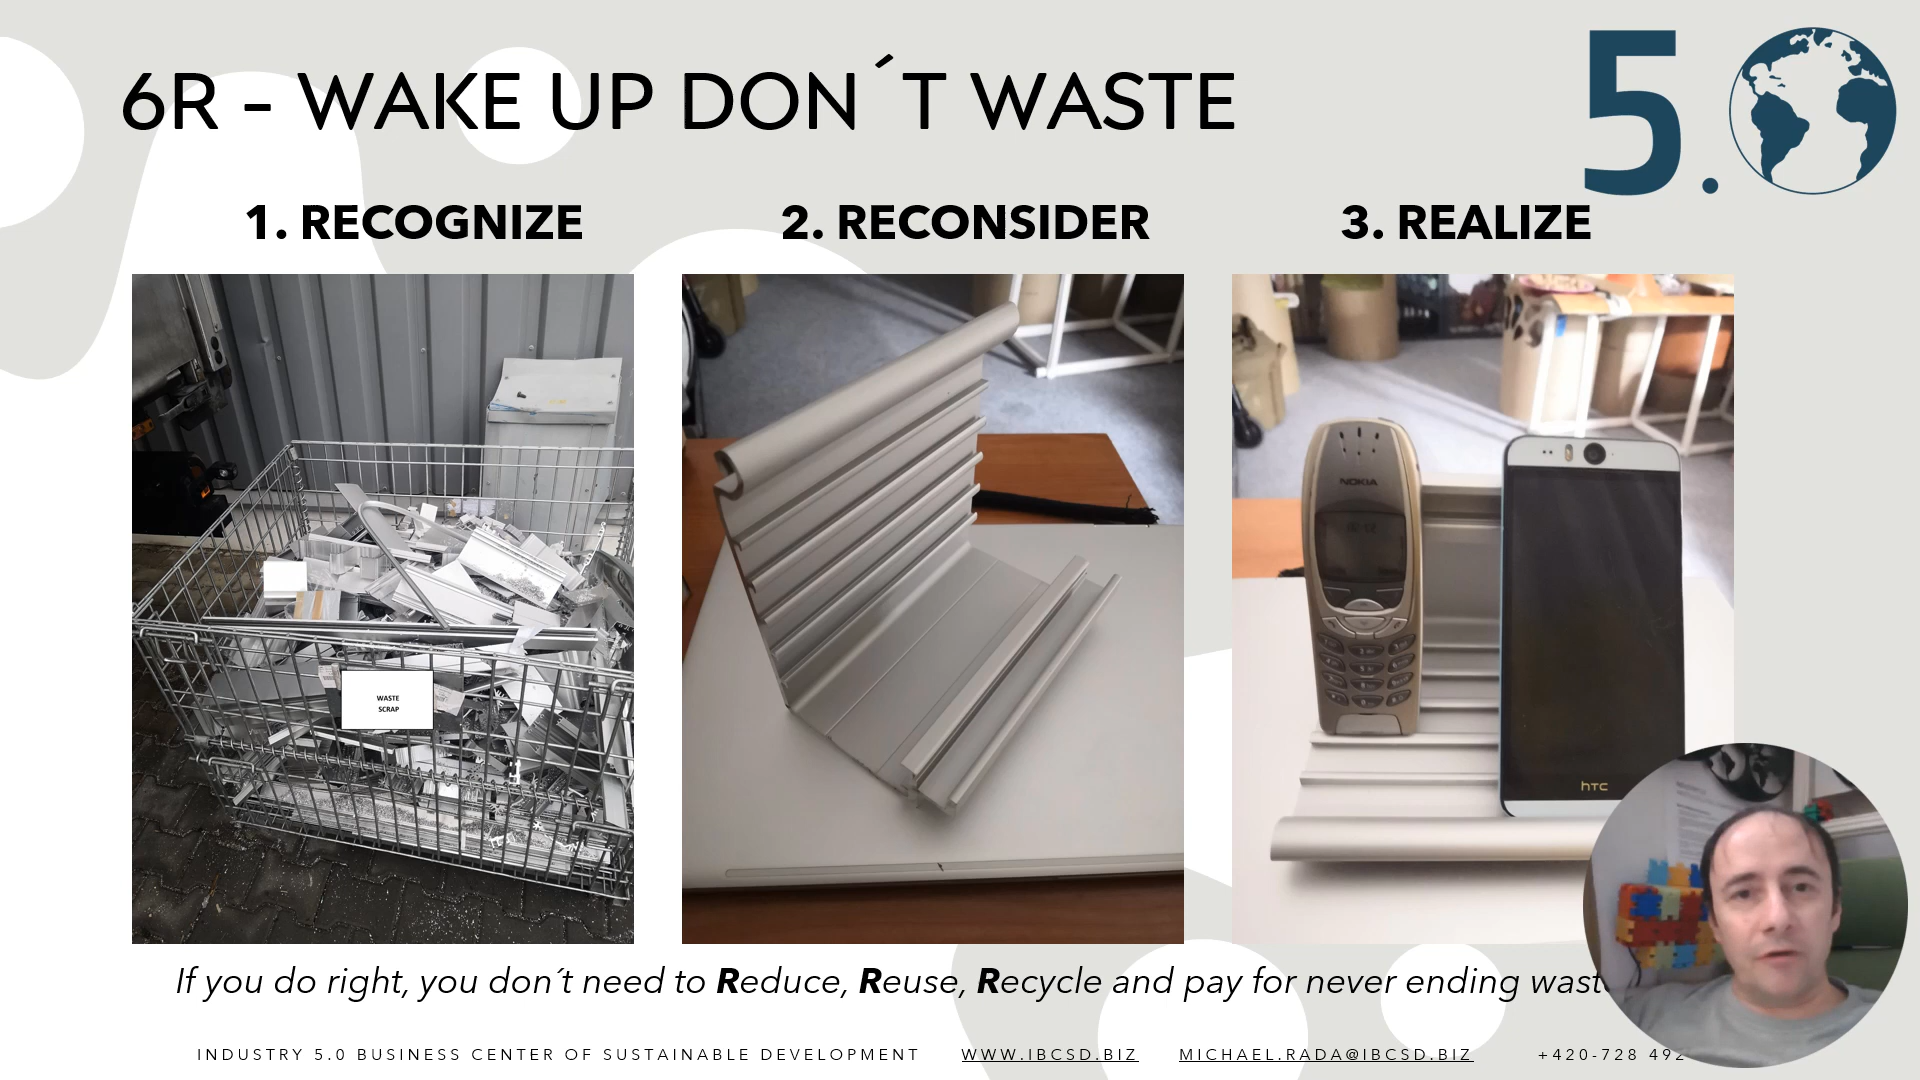 6R – WAKE UP DON´T WASTE
5.
1. RECOGNIZE
2. RECONSIDER
3. REALIZE
WASTE
SCRAP
NOKIA
hTC
If you do right, you don´t need to Reduce, Reuse, Recycle and pay for never ending
INDUSTRY 5.0 BUSINESS CENTER OF SUSTAINABLE DEVELOPMENT WWW.IBCSD.BIZ MICHAEL.RADA@IBCSD.BIZ +420-728 492